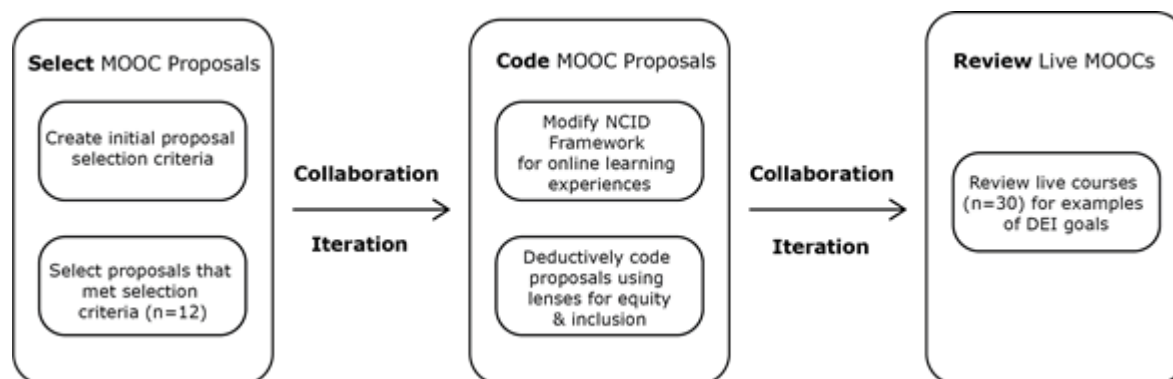 Select MOOC Proposals
Create initial proposal
selection criteria
Select proposals that
met selection
criteria (n=12)
Collaboration
Iteration
Code MOOC Proposals
Modify NCID
Framework
for online learning
experiences
Deductively code
proposals using
lenses for equity
& inclusion
Collaboration
Iteration
Review Live MOOCs
Review live courses
(n=30) for examples
of DEI goals